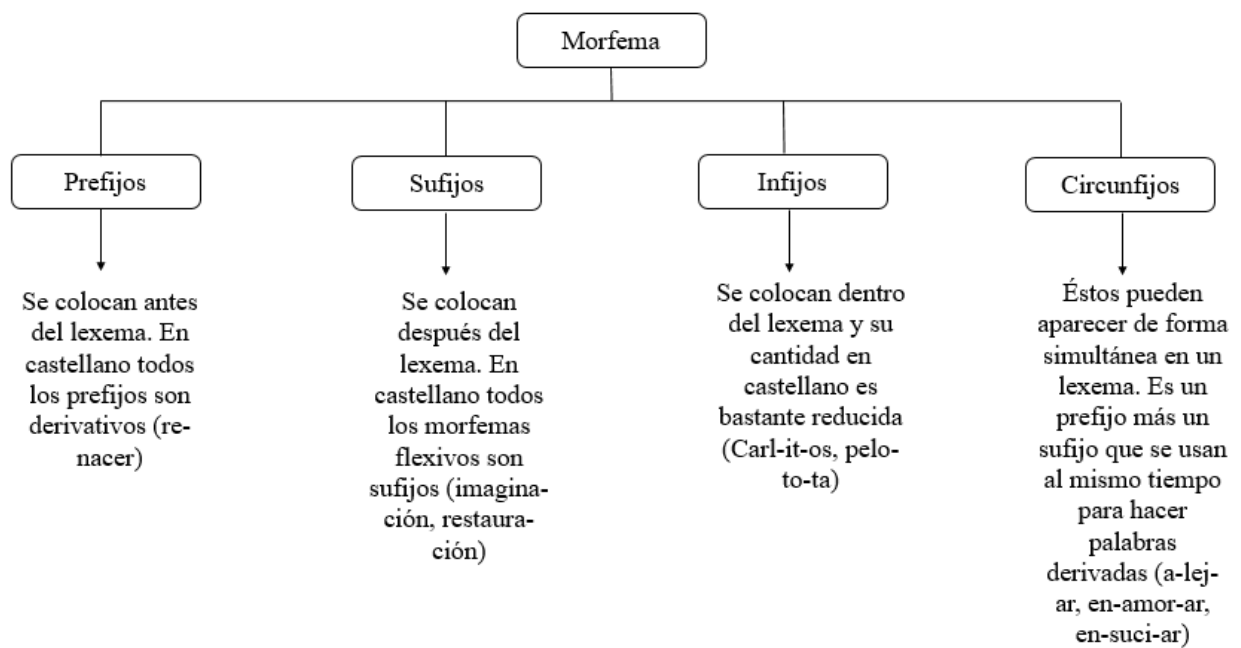 Morfema
Prefijos
Sufijos
Infijos
Circunfijos
Se colocan antes
del lexema. En
castellano todos
los prefijos son
derivativos (re-
nacer)
Se colocan
después del
lexema. En
castellano todos
los morfemas
flexivos son
sufijos (imagina-
ción, restaura-
ción)
Se colocan dentro
del lexema y su
cantidad en
castellano es
bastante reducida
(Carl-it-os, pelo-
to-ta)
Éstos pueden
aparecer de forma
simultánea en un
lexema. Es un
prefijo más un
sufijo que se usan
al mismo tiempo
para hacer
palabras
derivadas (a-lej-
ar, en-amor-ar,
en-suci-ar)